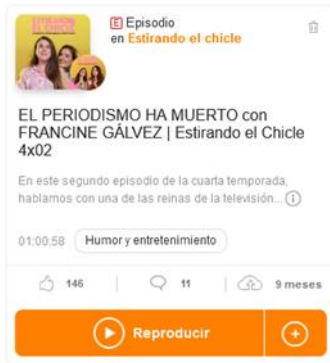 ESTIRANDO
EL CHICLE
E Episodio
en Estirando el chicle
EL PERIODISMO HA MUERTO con
FRANCINE GÁLVEZ | Estirando el Chicle
4x02
En este segundo episodio de la cuarta temporada,
hablamos con una de las reinas de la televisión...
01:00:58 Humor y entretenimiento
146 11 9 meses
Reproducir